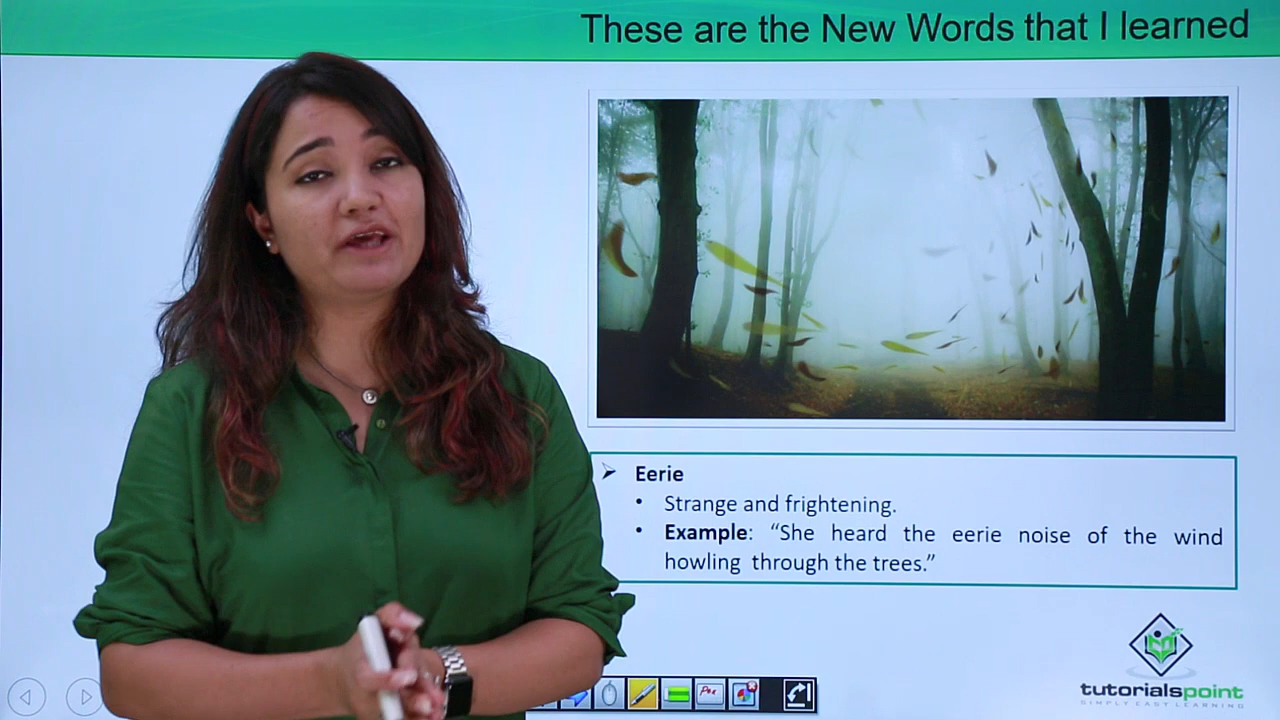 These are the New Words that I learned
Eerie
Strange and frightening.
Example: “She heard the eerie noise of the wind
howling through the trees.”
tutorialspoint
SIMPLY EASY LEARNING